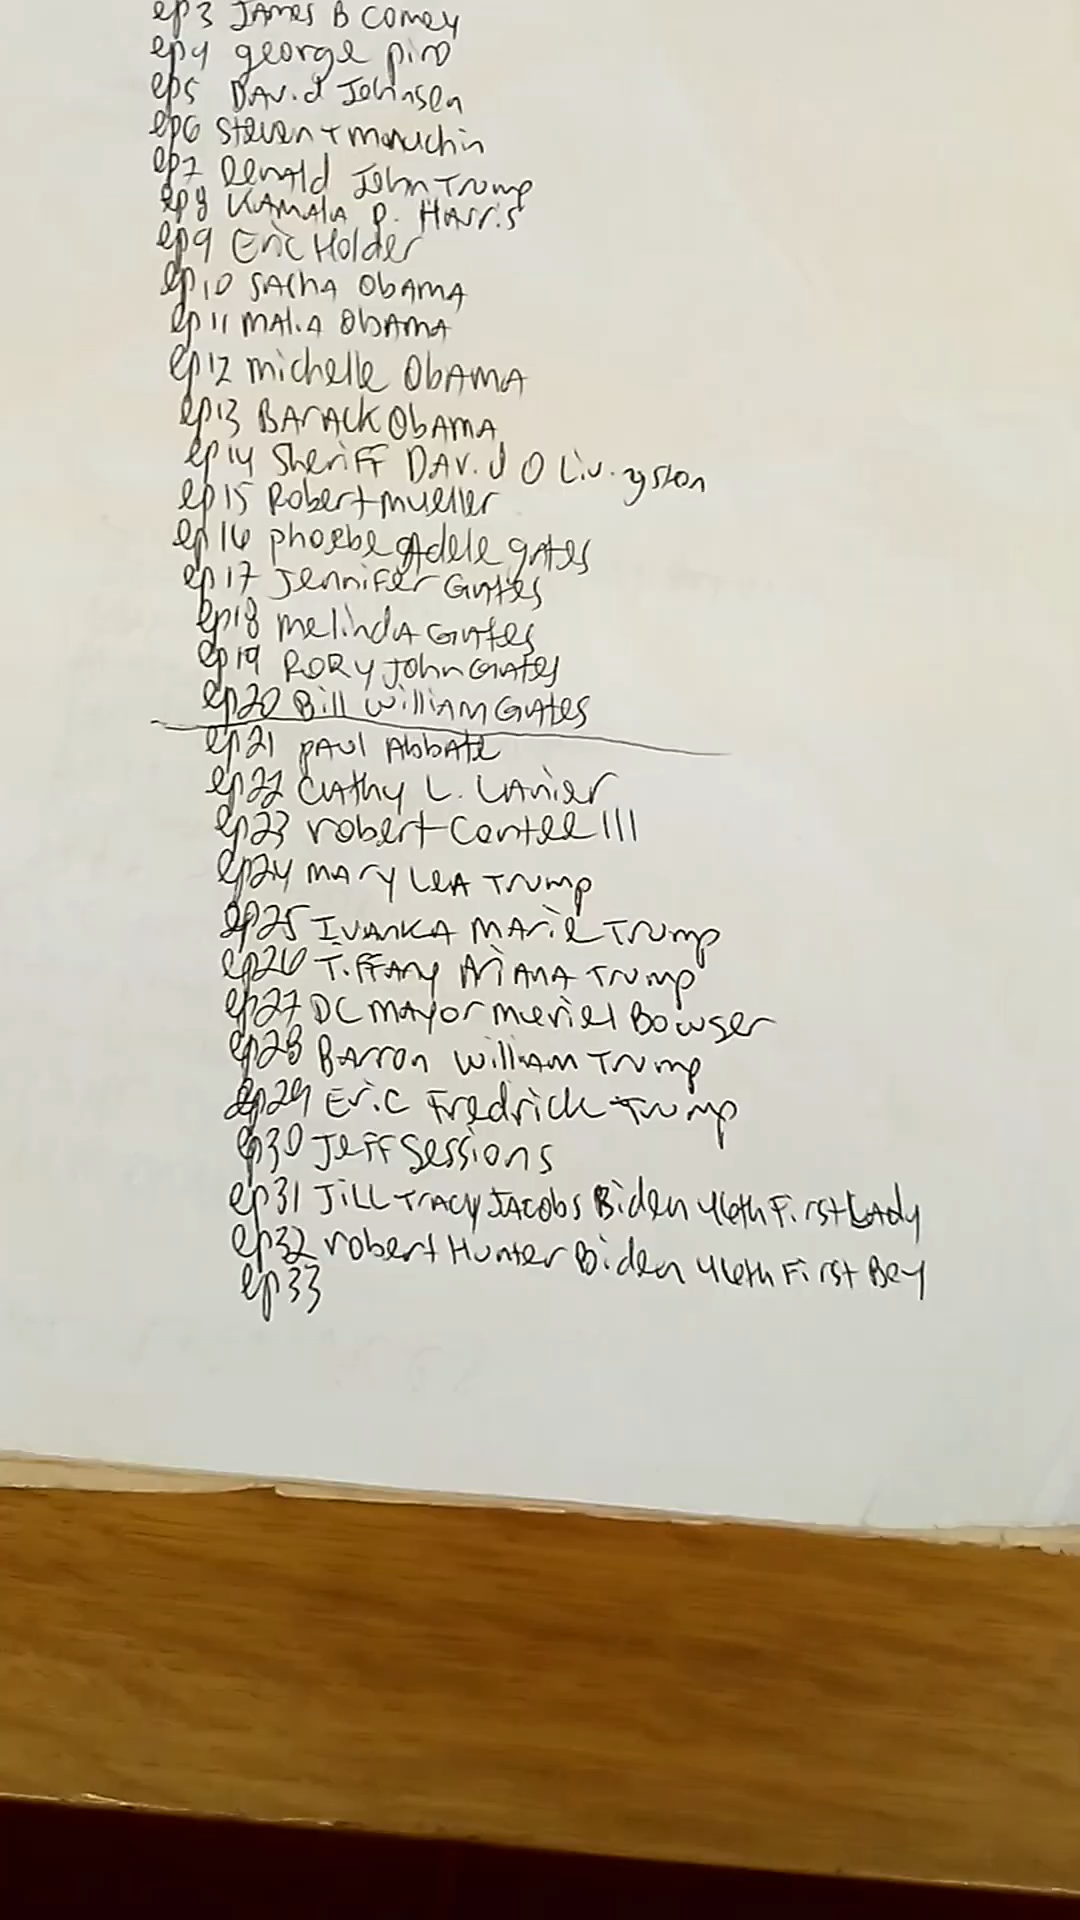 ep3 JAMes B Comey
ep4 george piro
ep5 DAvid Johnson
ep6 Steven T Mnuchin
ep7 Donald John Trump
ep8 KAMALA D. HArris
ep9 Eric Holder
ep10 SASHA ObAMA
ep11 MALIA ObAMA
ep12 michelle ObAMA
ep13 BArAck ObAMA
ep14 SheriFF DAvid O Livingston
ep15 Robert mueller
ep16 phoebe Adele gAtes
ep17 JenniFer GAtes
ep18 melindA GAtes
ep19 RORY John GAtes
ep20 Bill WilliAM GAtes
ep21 pAul AbbAte
ep22 CAthy L. LAnier
ep23 robert Contee III
ep24 MAry LeA Trump
ep25 IvANKA MArie Trump
ep26 TiFFAny AriANA Trump
ep27 DC MAyor Muriel Bowser
ep28 BArron WilliAM Trump
ep29 Eric Fredrick Trump
ep30 JeFF Sessions
ep31 JiLL TrAcy JAcobs Biden 46th First LAdy
ep32 robert Hunter Biden 46th First Boy
ep33